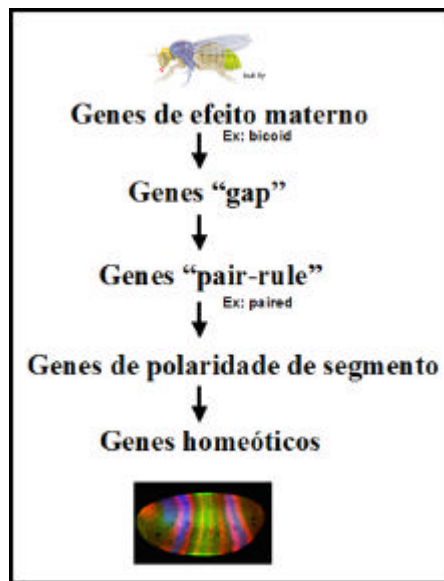 Genes de efeito materno
Ex: bicoid
Genes “gap”
Genes “pair-rule”
Ex: paired
Genes de polaridade de segmento
Genes homeóticos